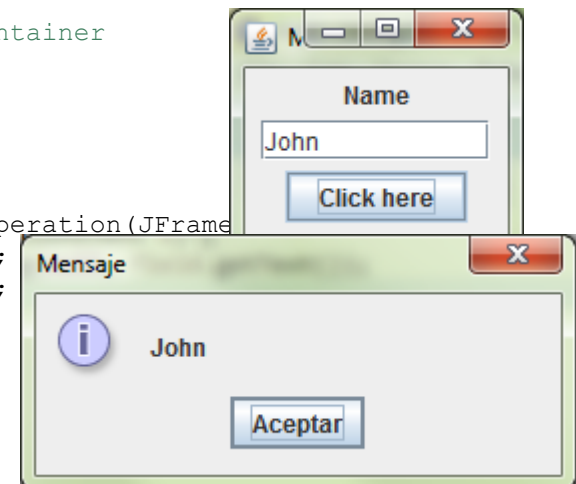 ntainer
M
Name
John
Click here
peration(JFrame
;
Mensaje
;
John
Aceptar